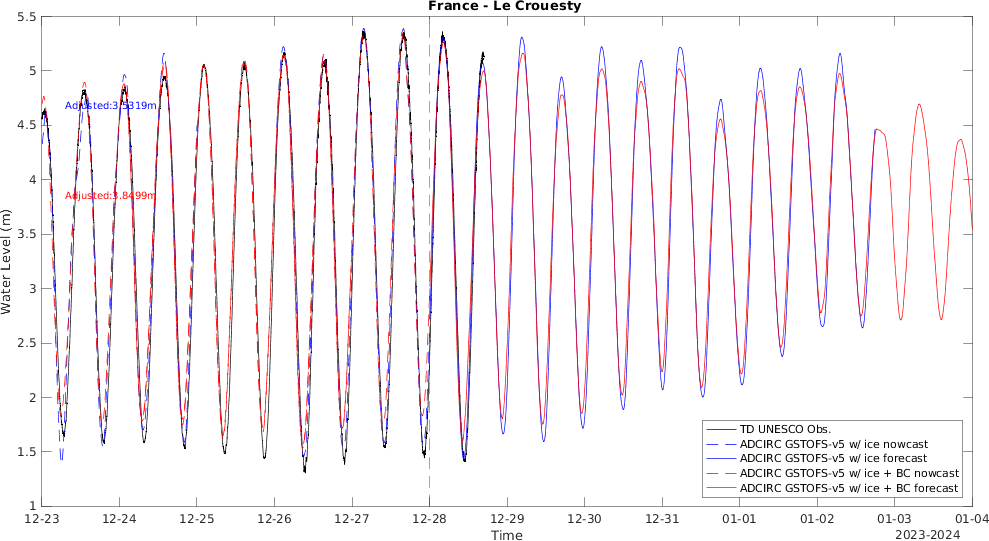 France - Le Crouesty
5.5
5
4.5
4
3.5
3
2.5
2
1.5
1
Water Level (m)
Adjusted:3.5319m
Adjusted:3.8499m
TD UNESCO Obs.
ADCIRC GSTOFS-v5 w/ ice nowcast
ADCIRC GSTOFS-v5 w/ ice forecast
ADCIRC GSTOFS-v5 w/ ice + BC nowcast
ADCIRC GSTOFS-v5 w/ ice + BC forecast
12-23 12-24 12-25 12-26 12-27 12-28 12-29 12-30 12-31 01-01 01-02 01-03 01-04
Time
2023-2024